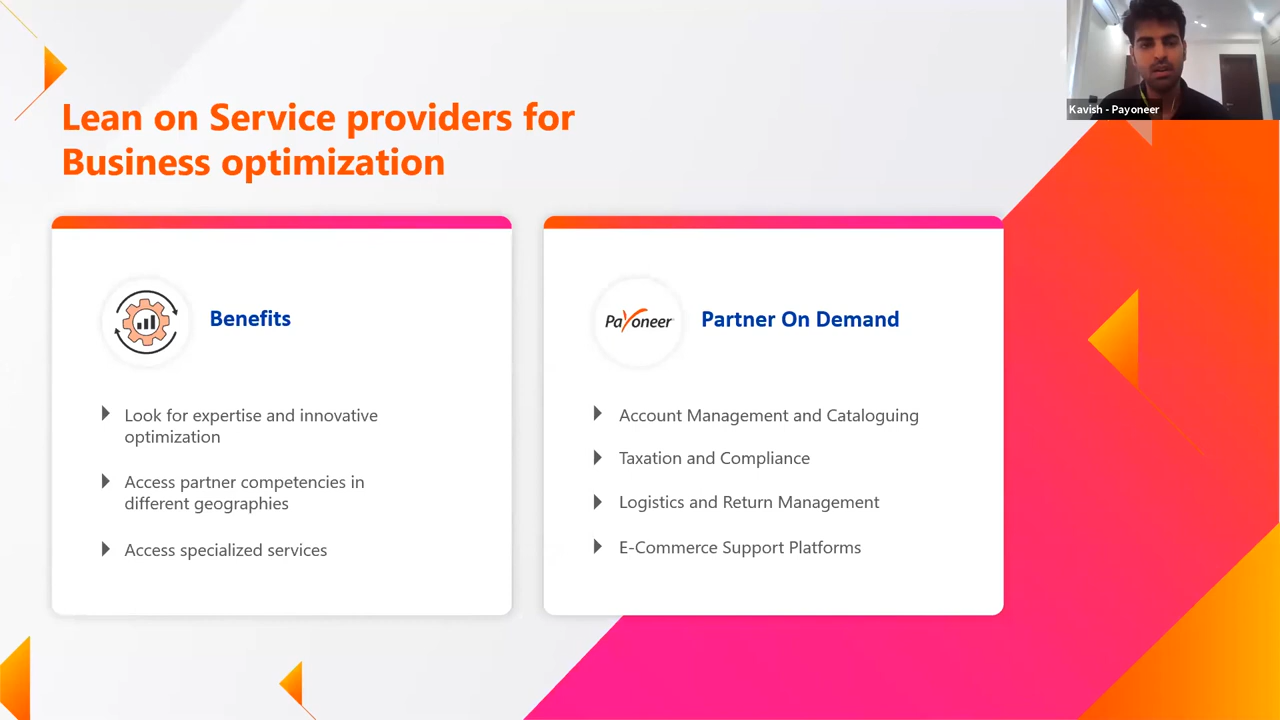 Kavish - Payoneer
Lean on Service providers for
Business optimization
Benefits
Look for expertise and innovative
optimization
Access partner competencies in
different geographies
Access specialized services
Payoneer
Partner On Demand
Account Management and Cataloguing
Taxation and Compliance
Logistics and Return Management
E-Commerce Support Platforms